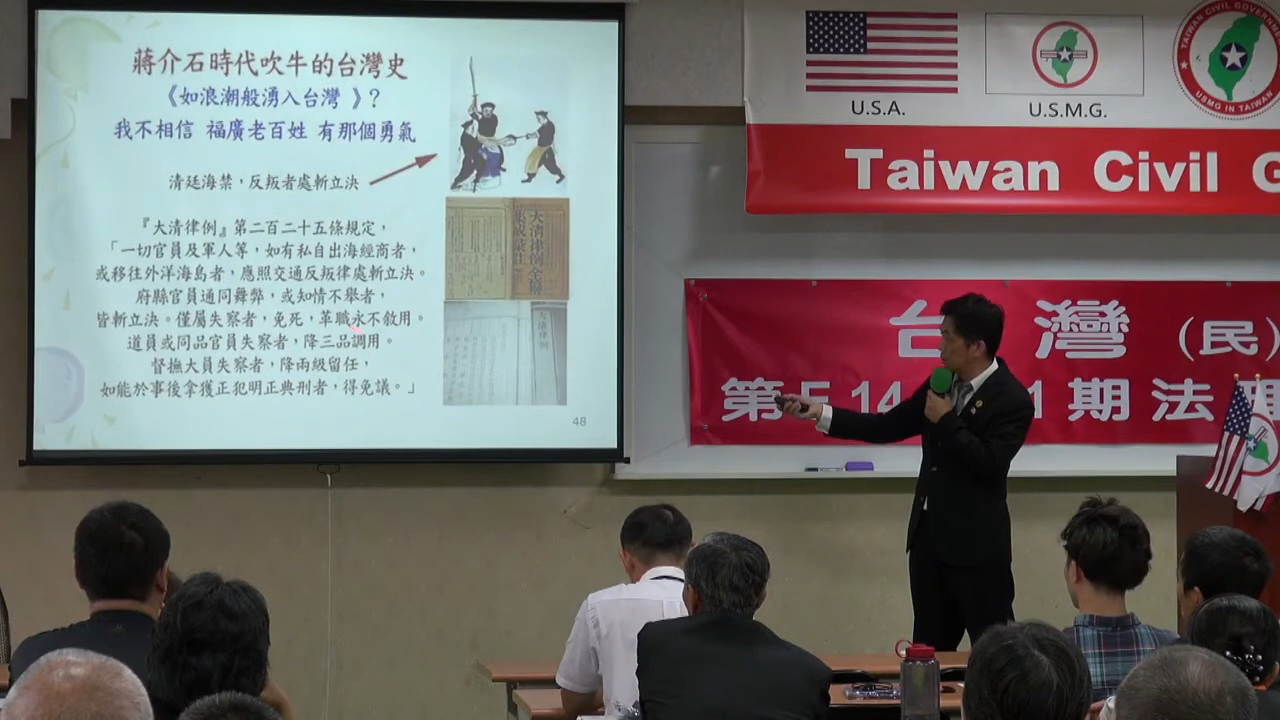 蔣介石時代吹牛的台灣史
《如浪潮般湧入台灣 》?
我不相信 福廣老百姓 有那個勇氣
清廷海禁，反叛者處斬立決
『大清律例』第二百二十五條規定，
「一切官員及軍人等，如有私自出海經商者，
或移往外洋海島者，應照交通反叛律處斬立決。
府縣官員通同舞弊，或知情不舉者，
皆斬立決。僅屬失察者，免死，革職永不敘用。
道員或同品官員失察者，降三品調用。
督撫大員失察者，降兩級留任，
如能於事後拿獲正犯明正典刑者，得免議。」
48
U.S.A.
U.S.M.G.
TAIWAN CIVIL GOVERNM
USMG IN TAIWAN
Taiwan Civil G
台 灣 (民)
第 14 1 期 法 理